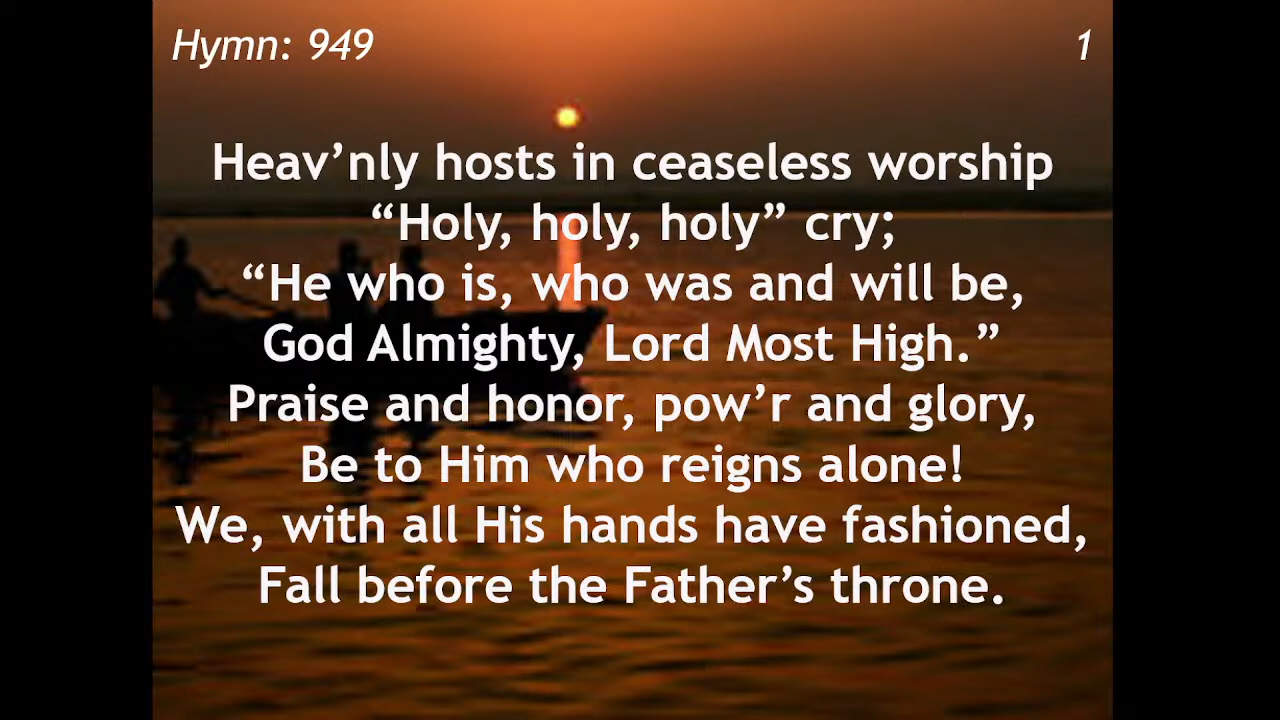 Hymn: 949
1
Heav’nly hosts in ceaseless worship
“Holy, holy, holy” cry;
“He who is, who was and will be,
God Almighty, Lord Most High.”
Praise and honor, pow’r and glory,
Be to Him who reigns alone!
We, with all His hands have fashioned,
Fall before the Father’s throne.